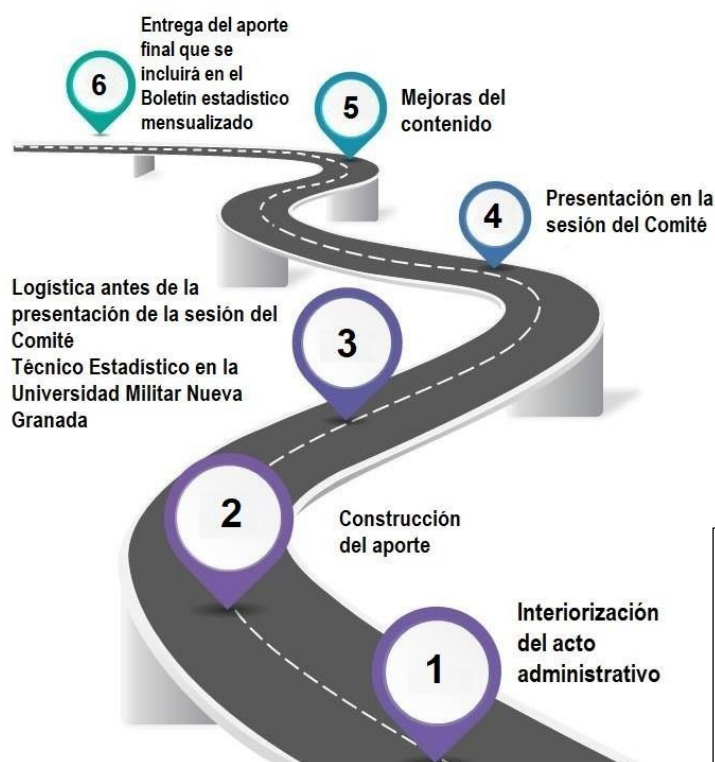 6
Entrega del aporte
final que se
incluirá en el
Boletín estadístico
mensualizado
5
Mejoras del
contenido
4
Presentación en la
sesión del Comité
3
Logística antes de la
presentación de la sesión del
Comité
Técnico Estadístico en la
Universidad Militar Nueva
Granada
2
Construcción
del aporte
1
Interiorización
del acto
administrativo